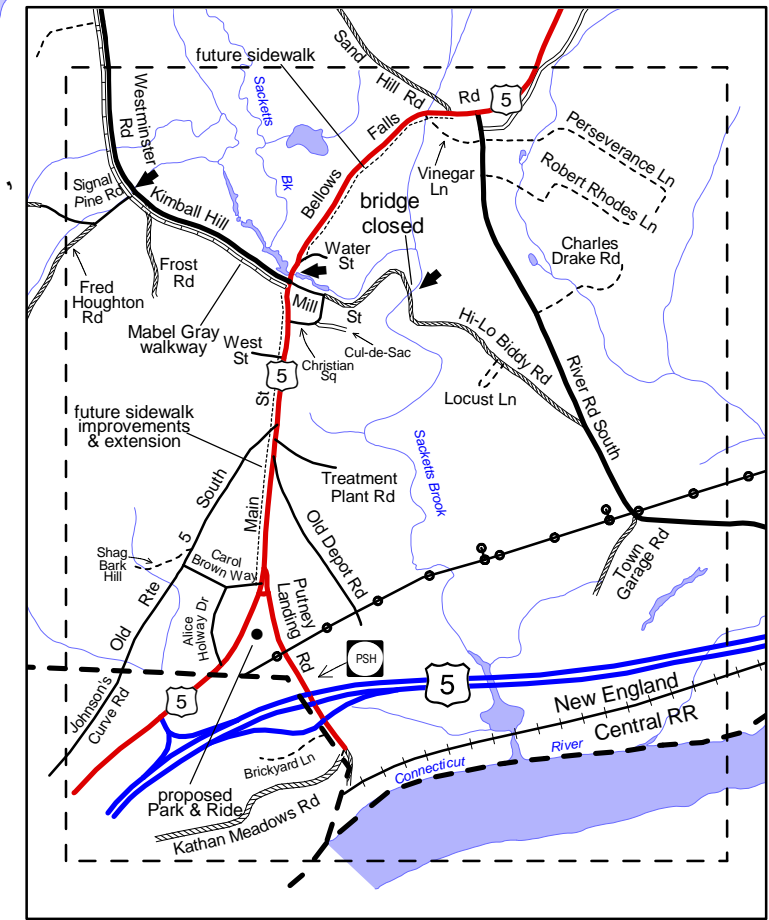 Sand
Hill Rd
future sidewalk
Westminster
Rd
Sacketts
Bk
5
Rd
Falls
Bellows
Perseverance Ln
Robert Rhodes Ln
Vinegar
Ln
Signal
Pine Rd
Kimball Hill
bridge
closed
Charles
Drake Rd
Water
St
Frost
Rd
Fred
Houghton
Rd
Mill
St
Mabel Gray
walkway
West
St
Christian
Sq
Cul-de-Sac
Hi-Lo Biddy Rd
Locust Ln
River Rd South
5
St
future sidewalk
improvements
& extension
Main
Treatment
Plant Rd
Sacketts Brook
South
5
Rte
Old
Old Depot Rd
Shag
Bark
Hill
Carol
Brown Way
Alice
Holway Dr
Putney
Landing
Rd
Town
Garage Rd
PSH
5
5
Johnson's
Curve Rd
New England
Central RR
Connecticut
River
Brickyard Ln
proposed
Park & Ride
Kathan Meadows Rd